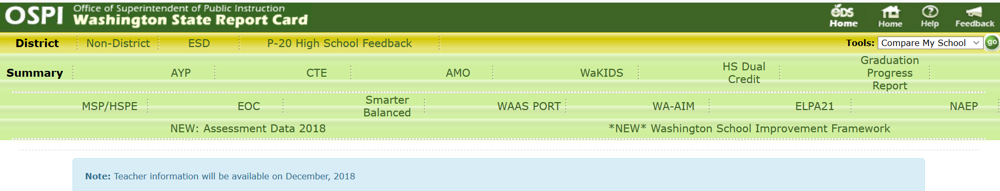 OSPI Office of Superintendent of Public Instruction
Washington State Report Card
eDS Home Home Help Feedback
District Non-District ESD P-20 High School Feedback Tools: Compare My School go
Summary AYP CTE AMO WaKIDS HS Dual Credit Graduation Progress Report
MSP/HSPE EOC Smarter Balanced WAAS PORT WA-AIM ELPA21 NAEP
NEW: Assessment Data 2018 *NEW* Washington School Improvement Framework
Note: Teacher information will be available on December, 2018